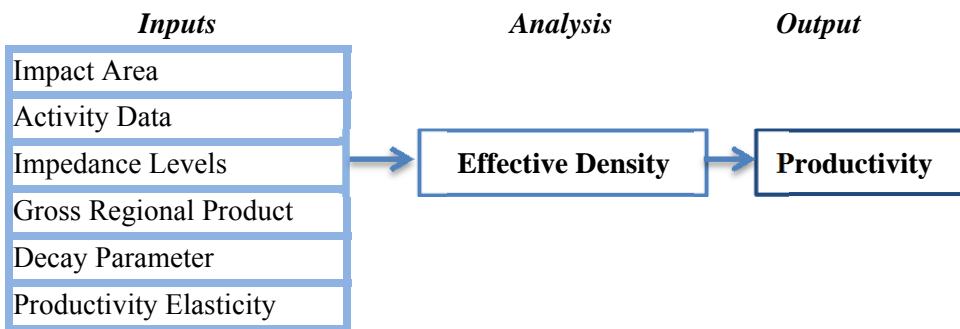 Inputs Analysis Output
Impact Area
Activity Data
Impedance Levels
Gross Regional Product
Decay Parameter
Productivity Elasticity
Effective Density
Productivity